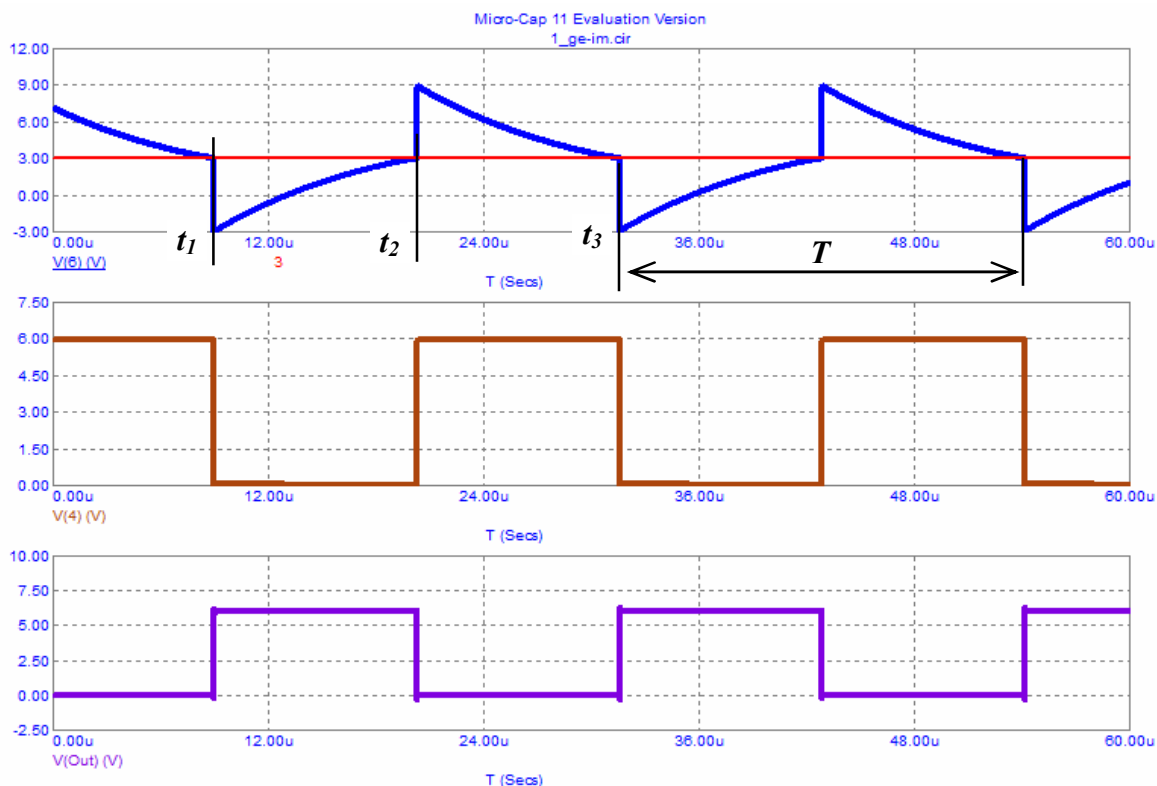 Micro-Cap 11 Evaluation Version
1_ge-im.cir
12.00
9.00
6.00
3.00
0.00
-3.00
0.00u 12.00u 24.00u 36.00u 48.00u 60.00u
V(6) (V) 3
T (Secs)
t1 t2 t3 T
7.50
6.00
4.50
3.00
1.50
0.00
0.00u 12.00u 24.00u 36.00u 48.00u 60.00u
V(4) (V)
T (Secs)
10.00
7.50
5.00
2.50
0.00
-2.50
0.00u 12.00u 24.00u 36.00u 48.00u 60.00u
V(Out) (V)
T (Secs)